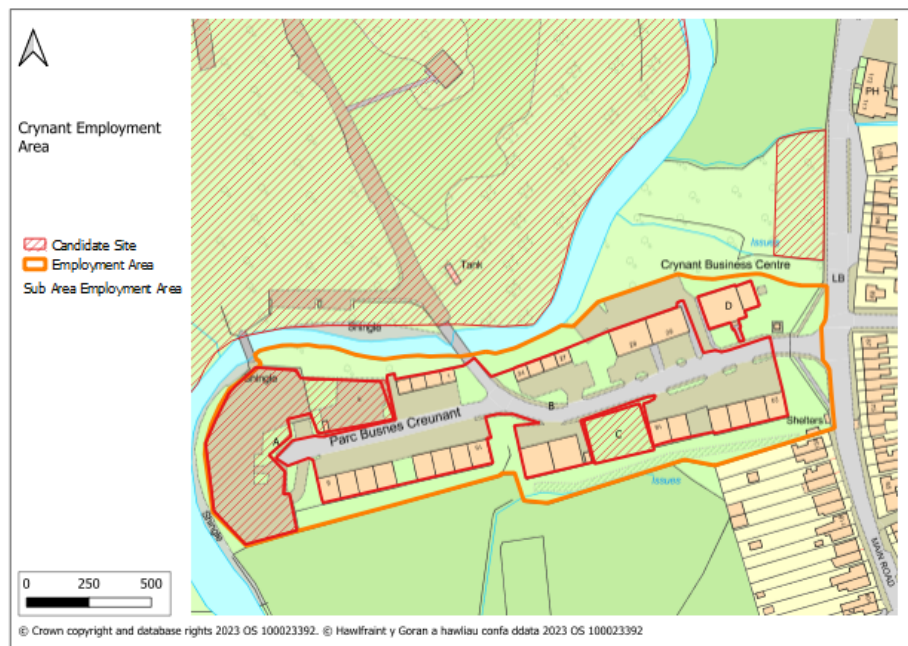 Crynant Employment
Area
Candidate Site
Employment Area
Sub Area Employment Area
0 250 500
PH
Issues
Tank
Crynant Business Centre
LB
D
Shingle
Shingle
A
B
Parc Busnes Creunant
C
Shelters
Issues
Shingle
MAIN ROAD
© Crown copyright and database rights 2023 OS 100023392. © Hawlfraint y Goran a hawliau confa ddata 2023 OS 100023392